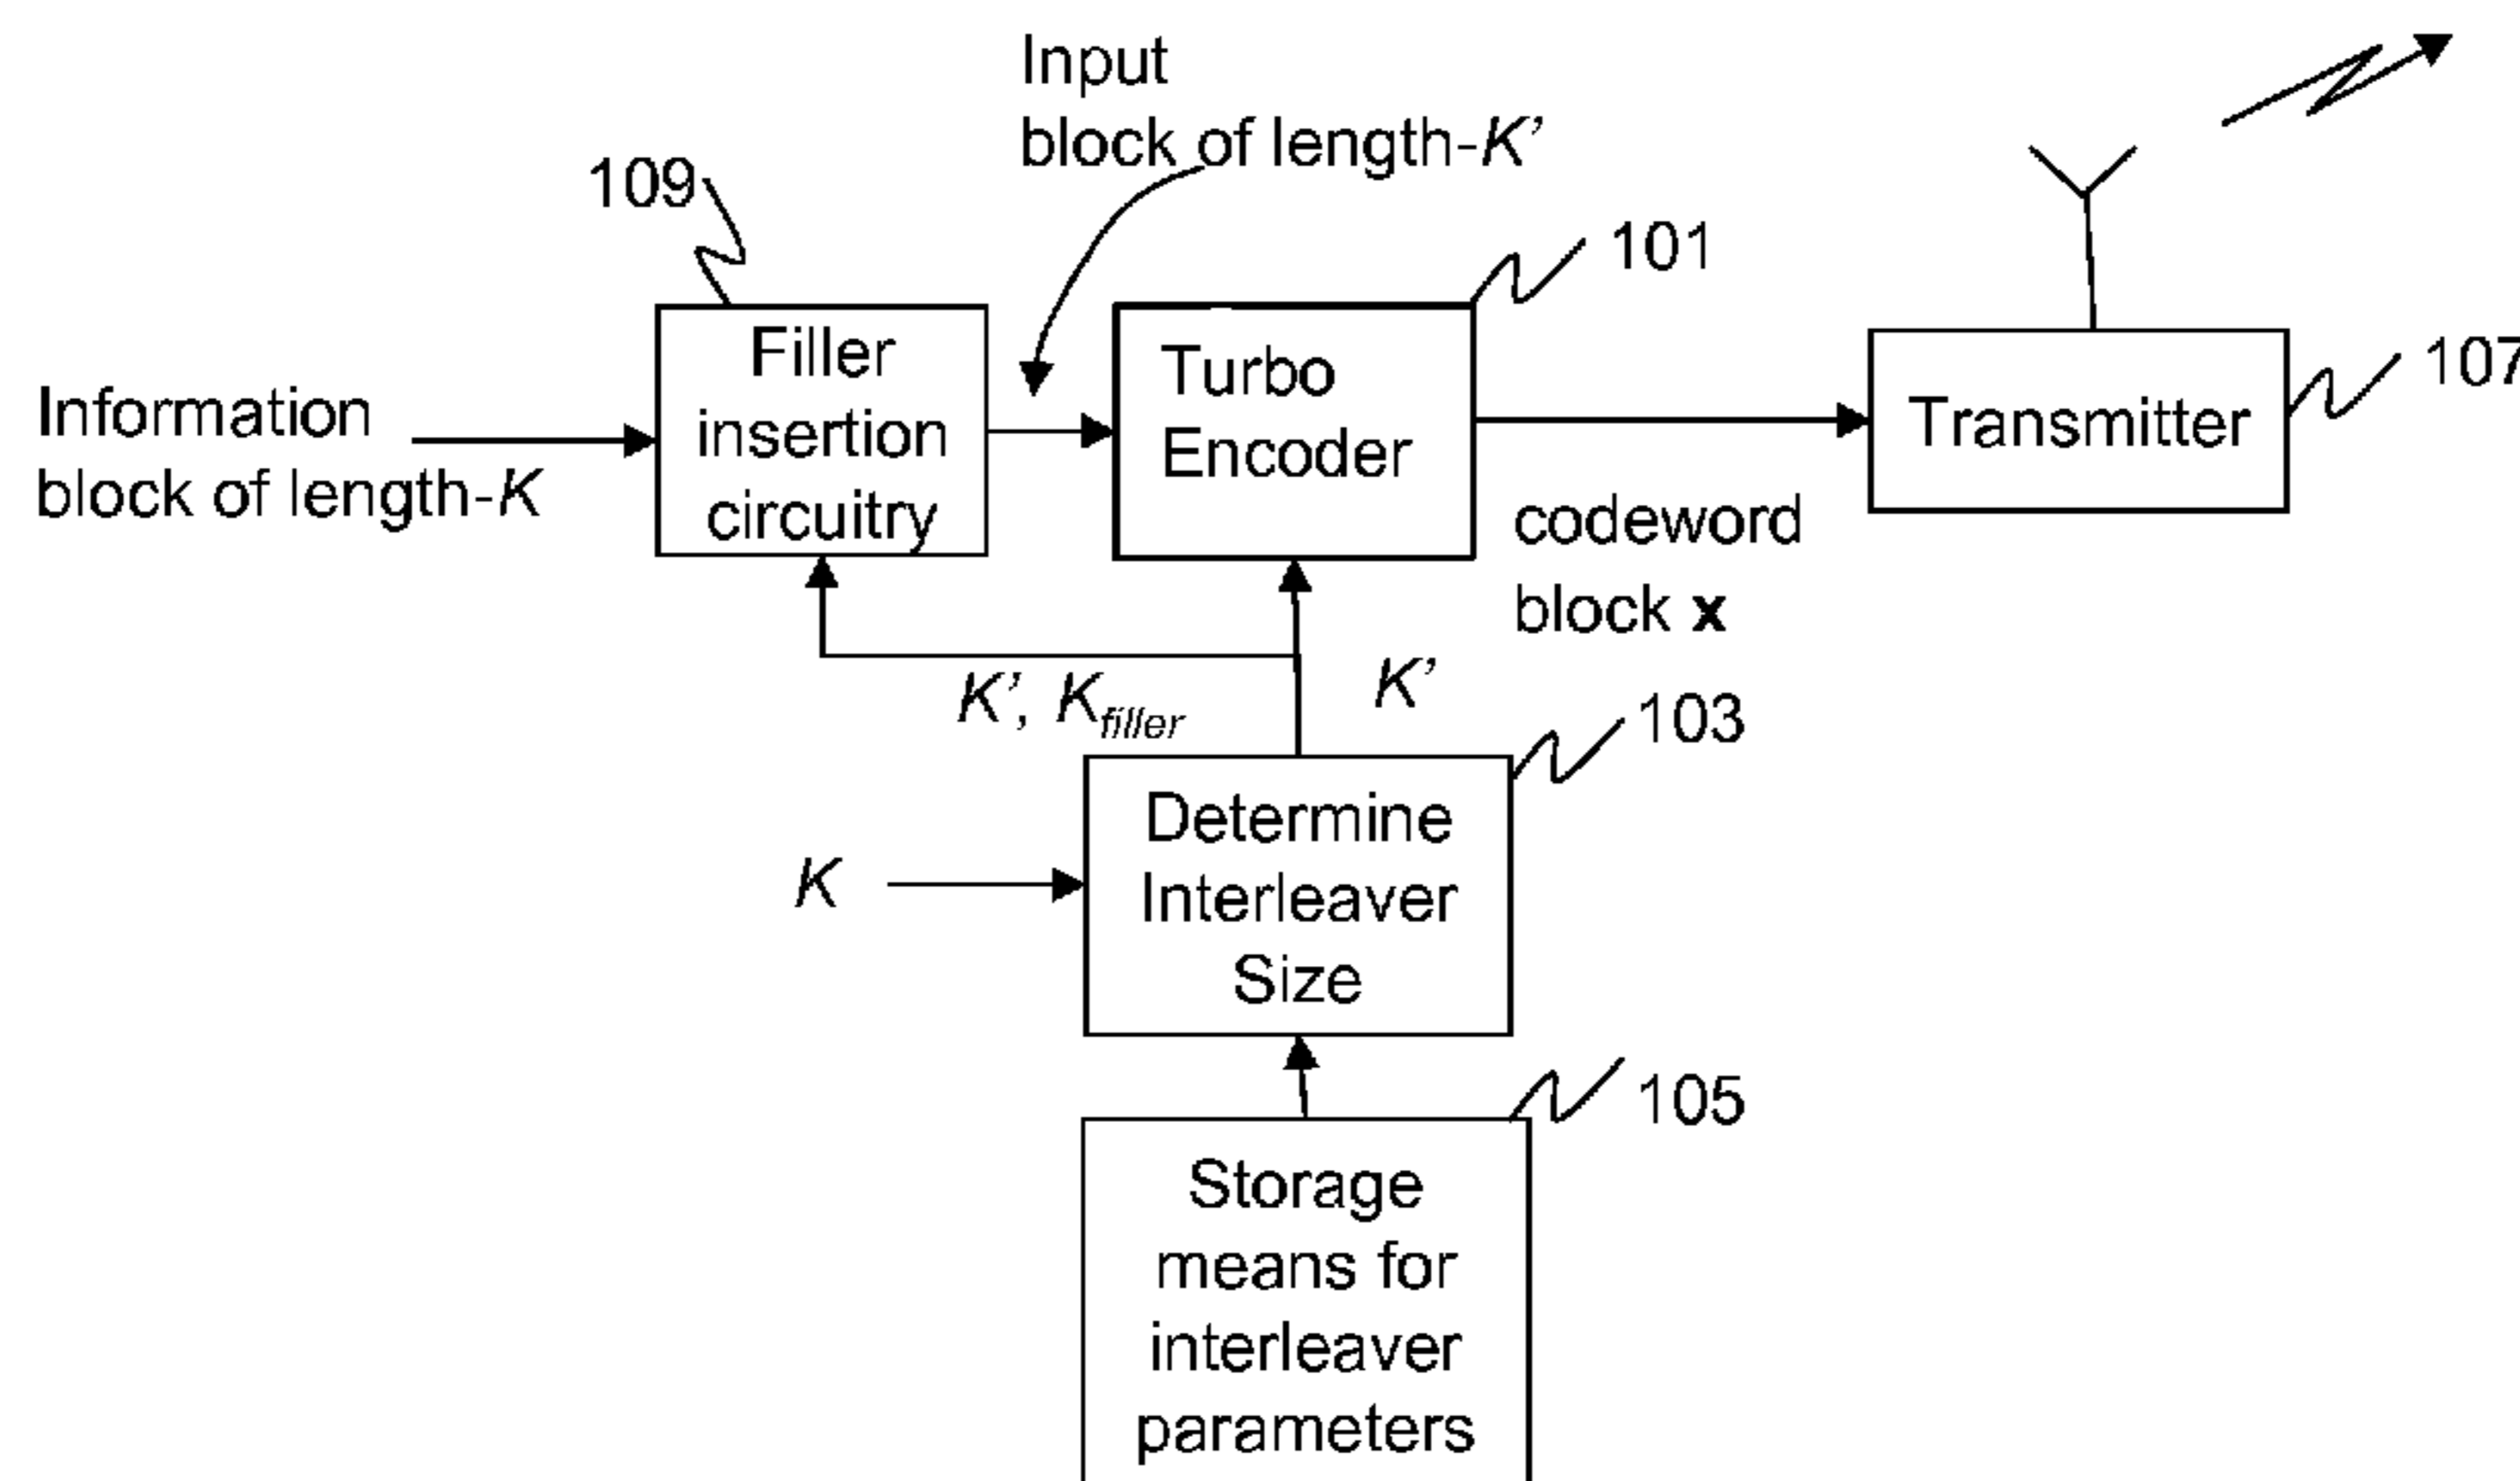 Input
block of length-K’
109
101
107
Information
block of length-K
Filler
insertion
circuitry
Turbo
Encoder
Transmitter
codeword
block x
K’, Kfiller
K’
103
K
Determine
Interleaver
Size
105
Storage
means for
interleaver
parameters